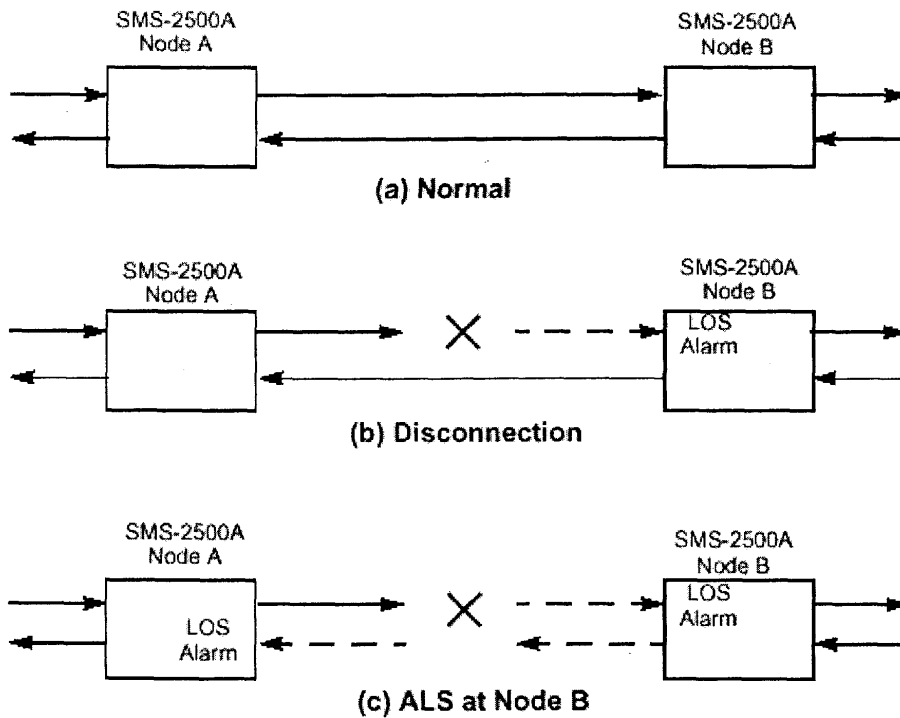 SMS-2500A
Node A
SMS-2500A
Node B
(a) Normal
SMS-2500A
Node A
SMS-2500A
Node B
LOS
Alarm
(b) Disconnection
SMS-2500A
Node A
SMS-2500A
Node B
LOS
Alarm
LOS
Alarm
(c) ALS at Node B